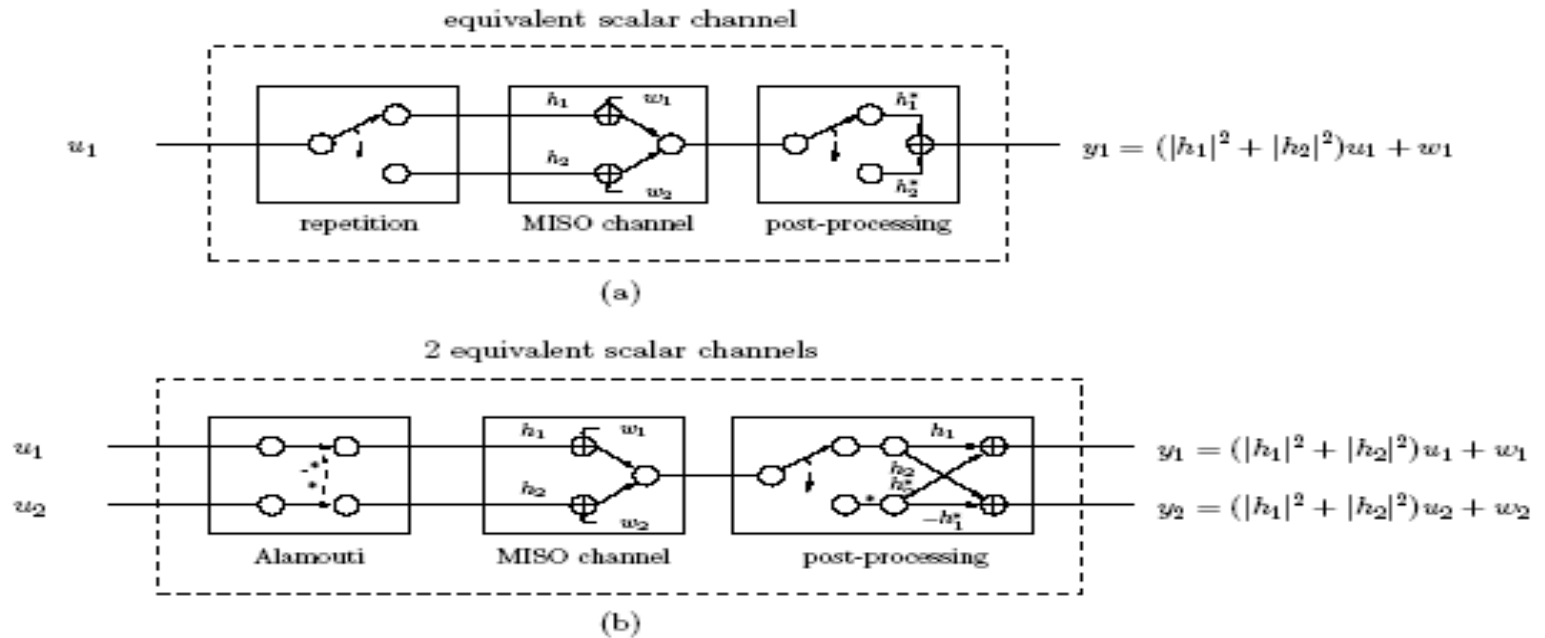 equivalent scalar channel
h₁ w₁ h₁*
u₁ y₁ = (|h₁|² + |h₂|²)u₁ + w₁
h₂ w₂ h₂*
repetition MISO channel post-processing
(a)
2 equivalent scalar channels
h₁ w₁ h₁
u₁ y₁ = (|h₁|² + |h₂|²)u₁ + w₁
-* h₂
* h₂ *
u₂ y₂ = (|h₁|² + |h₂|²)u₂ + w₂
w₂ -h₁*
Alamouti MISO channel post-processing
(b)